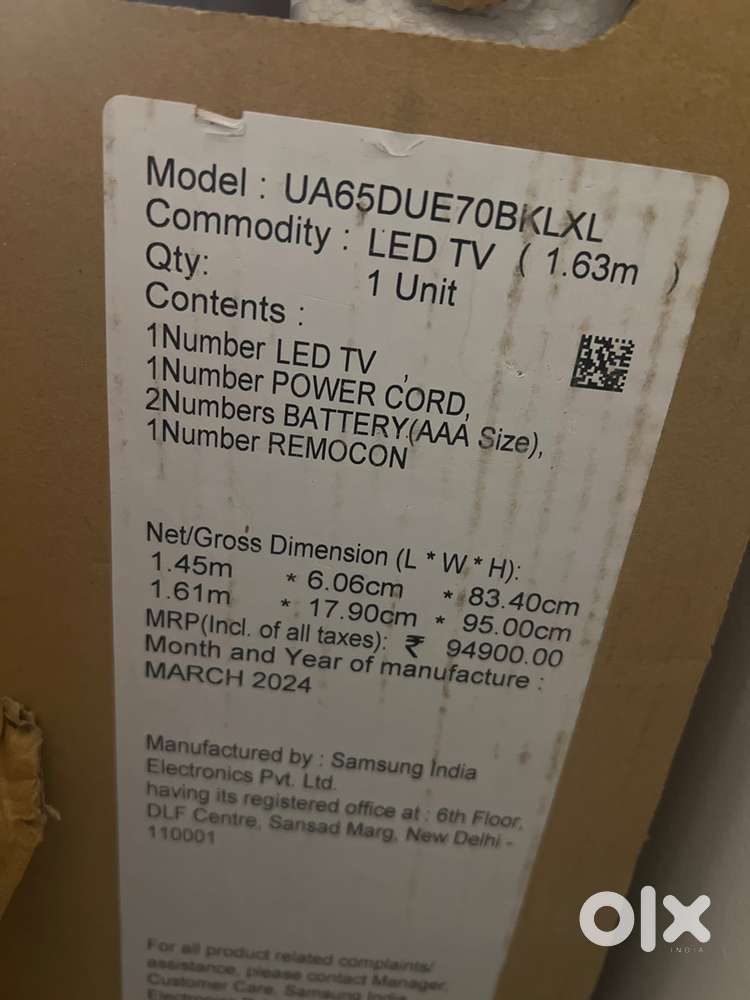 Model : UA65DUE70BKLXL
Commodity : LED TV ( 1.63m )
Qty: 1 Unit
Contents :
1Number LED TV ,
1Number POWER CORD,
2Numbers BATTERY(AAA Size),
1Number REMOCON
Net/Gross Dimension (L * W * H):
1.45m * 6.06cm * 83.40cm
1.61m * 17.90cm * 95.00cm
MRP(Incl. of all taxes): ₹ 94900.00
Month and Year of manufacture :
MARCH 2024
Manufactured by : Samsung India
Electronics Pvt. Ltd.
having its registered office at : 6th Floor,
DLF Centre, Sansad Marg, New Delhi -
110001
For all product related complaints/
assistance, please contact Manager,
Customer Care, Samsung India
Electronics
olx
INDIA